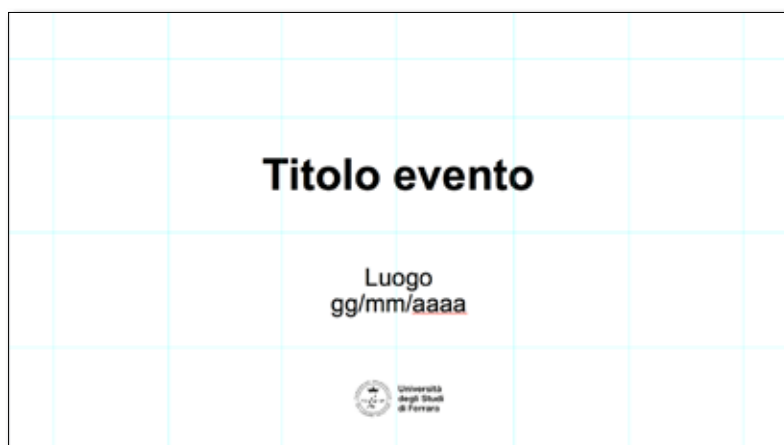 Titolo evento
Luogo
gg/mm/aaaa
Università
degli Studi
di Ferrara